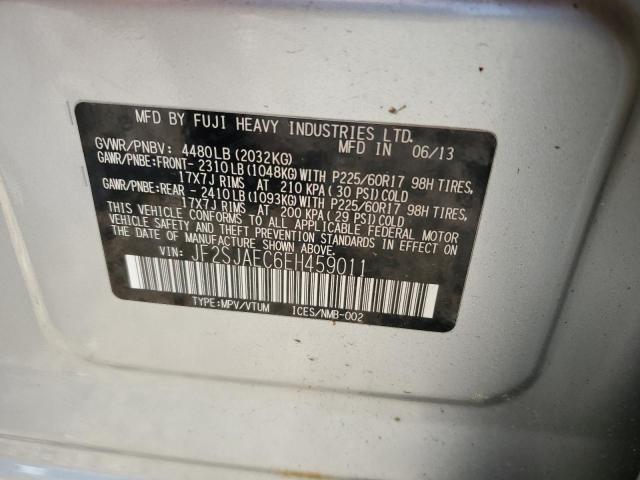 MFD BY FUJI HEAVY INDUSTRIES LTD.
MFD IN 06/13
GVWR/PNBV: 4480LB(2032KG)
GAWR/PNBE:FRONT-2310LB(1048KG)WITH P225/60R17 98H TIRES,
17X7J RIMS AT 210 KPA( 30 PSI)COLD
GAWR/PNBE:REAR -2410LB(1093KG)WITH P225/60R17 98H TIRES,
17X7J RIMS AT 200 KPA( 29 PSI)COLD
THIS VEHICLE CONFORMS TO ALL APPLICABLE FEDERAL MOTOR
VEHICLE SAFETY AND THEFT PREVENTION STANDARDS IN EFFECT ON
THE DATE OF MANUFACTURE SHOWN ABOVE.
VIN: JF2SJAEC6EH459011
TYPE:MPV/VTUM ICES/NMB-002